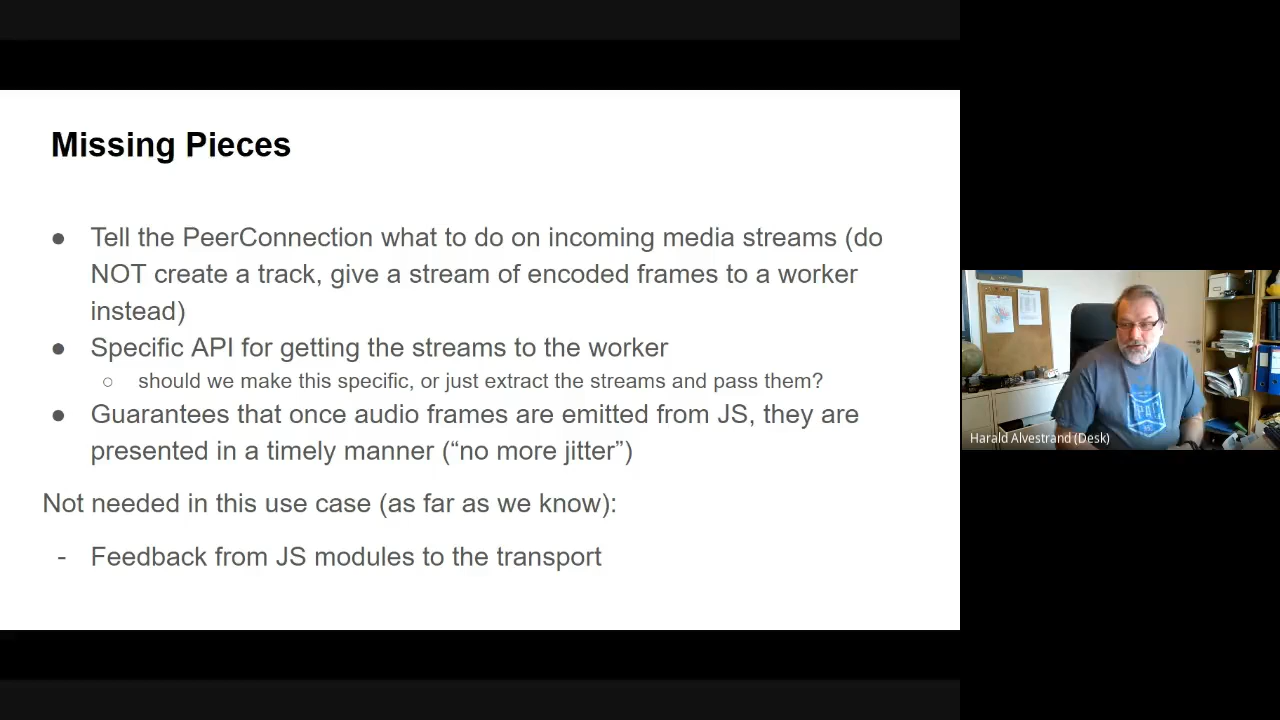 Missing Pieces
● Tell the PeerConnection what to do on incoming media streams (do
NOT create a track, give a stream of encoded frames to a worker
instead)
● Specific API for getting the streams to the worker
○ should we make this specific, or just extract the streams and pass them?
● Guarantees that once audio frames are emitted from JS, they are
presented in a timely manner (“no more jitter”)
Not needed in this use case (as far as we know):
- Feedback from JS modules to the transport
Harald Alvestrand (Desk)